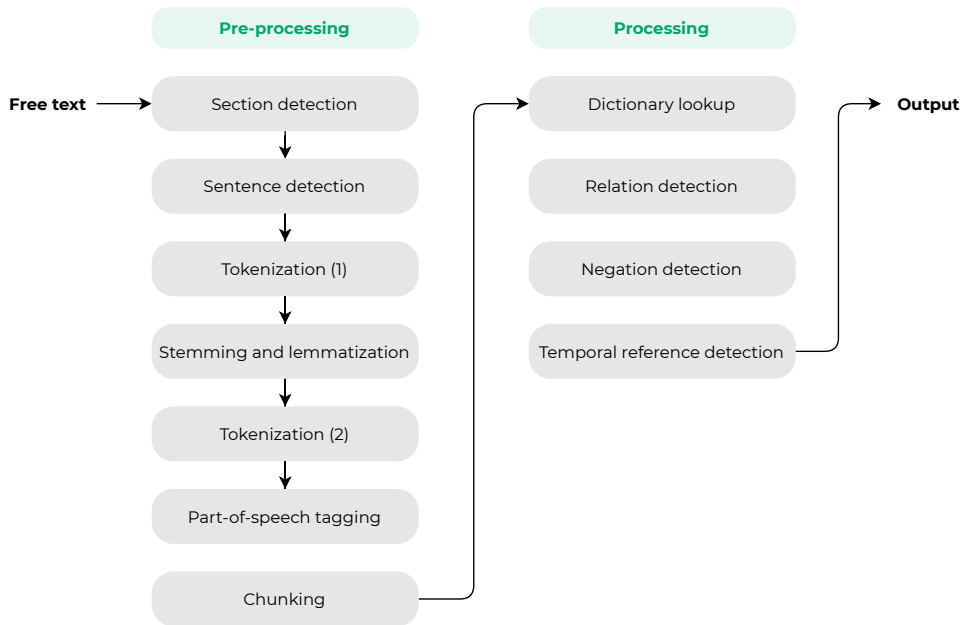 Pre-processing
Processing
Free text
Section detection
Sentence detection
Tokenization (1)
Stemming and lemmatization
Tokenization (2)
Part-of-speech tagging
Chunking
Dictionary lookup
Relation detection
Negation detection
Temporal reference detection
Output